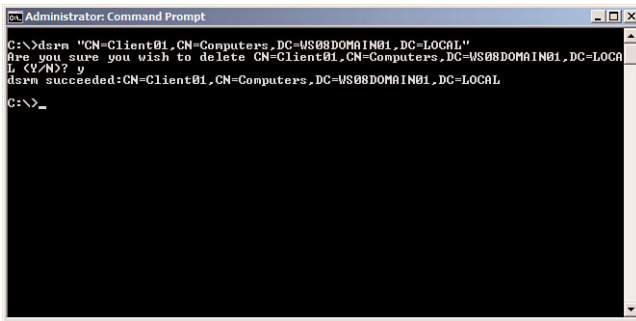 Administrator: Command Prompt
C:\>dsrm "CN=Client01,CN=Computers,DC=WS08DOMAIN01,DC=LOCAL"
Are you sure you wish to delete CN=Client01,CN=Computers,DC=WS08DOMAIN01,DC=LOCA
L (Y/N)? y
dsrm succeeded:CN=Client01,CN=Computers,DC=WS08DOMAIN01,DC=LOCAL
C:\>_